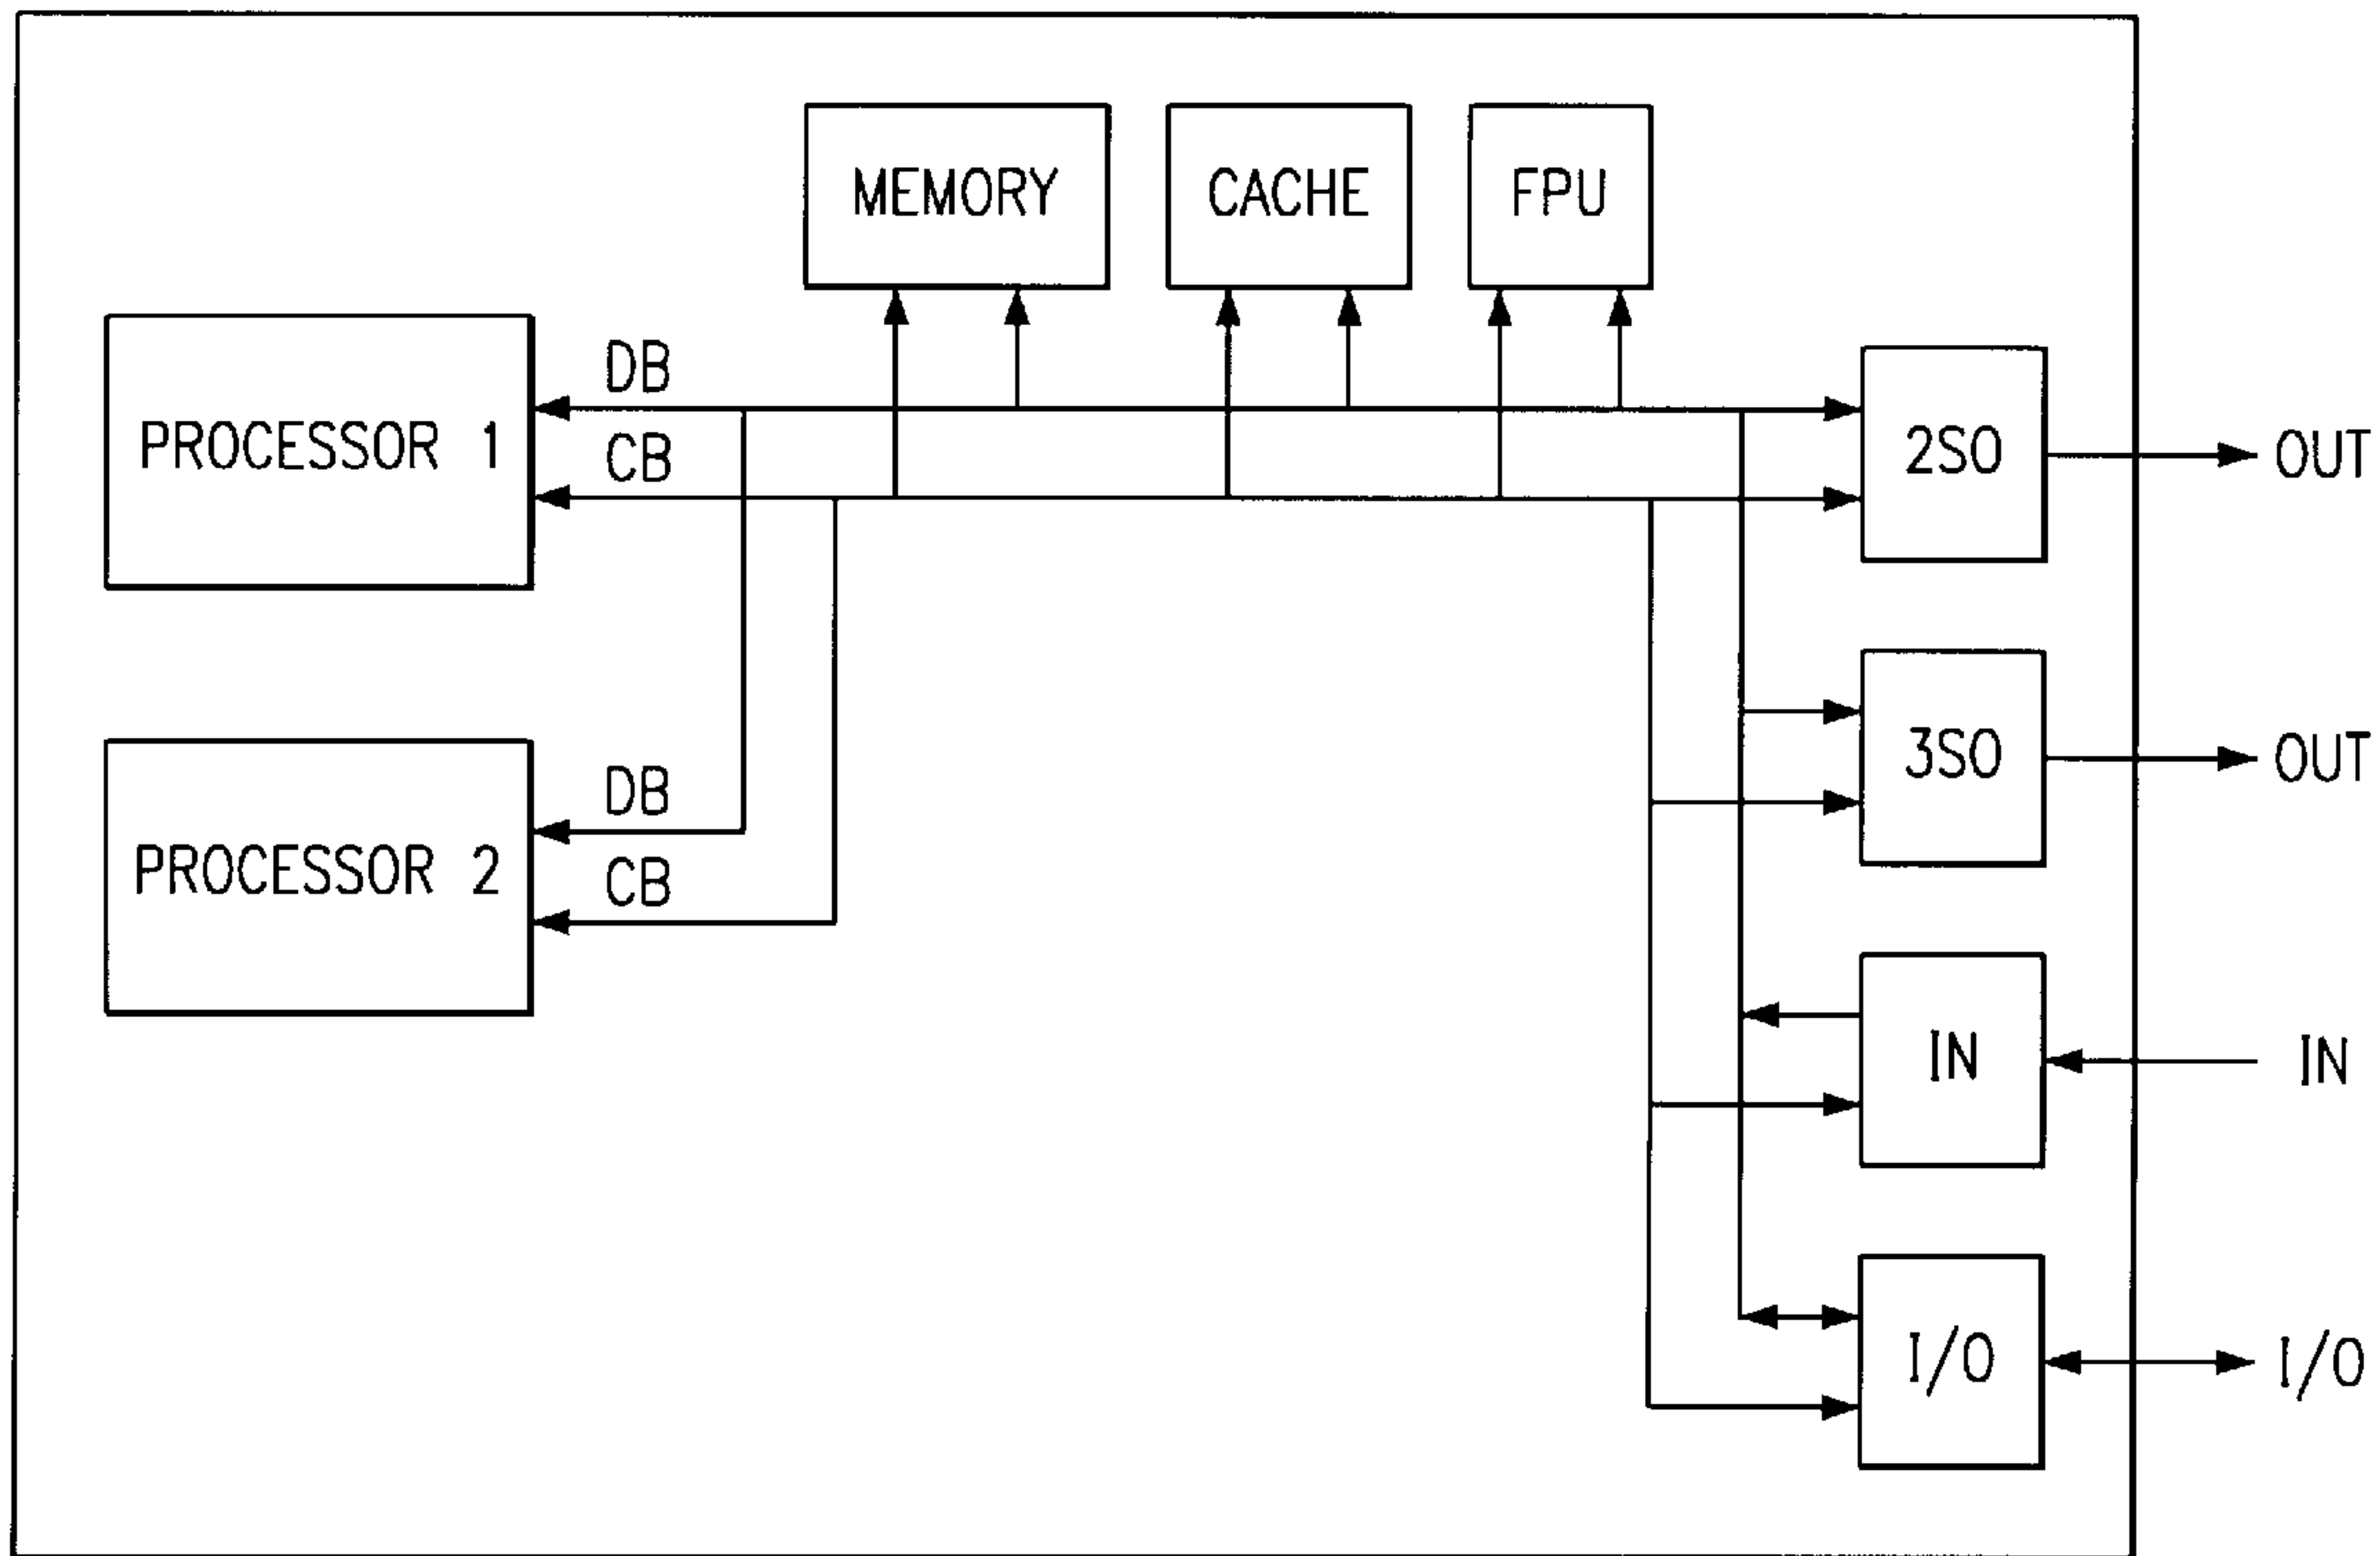 MEMORY
CACHE
FPU
PROCESSOR 1
DB
CB
2SO
OUT
3SO
OUT
PROCESSOR 2
DB
CB
IN
IN
I/O
I/O